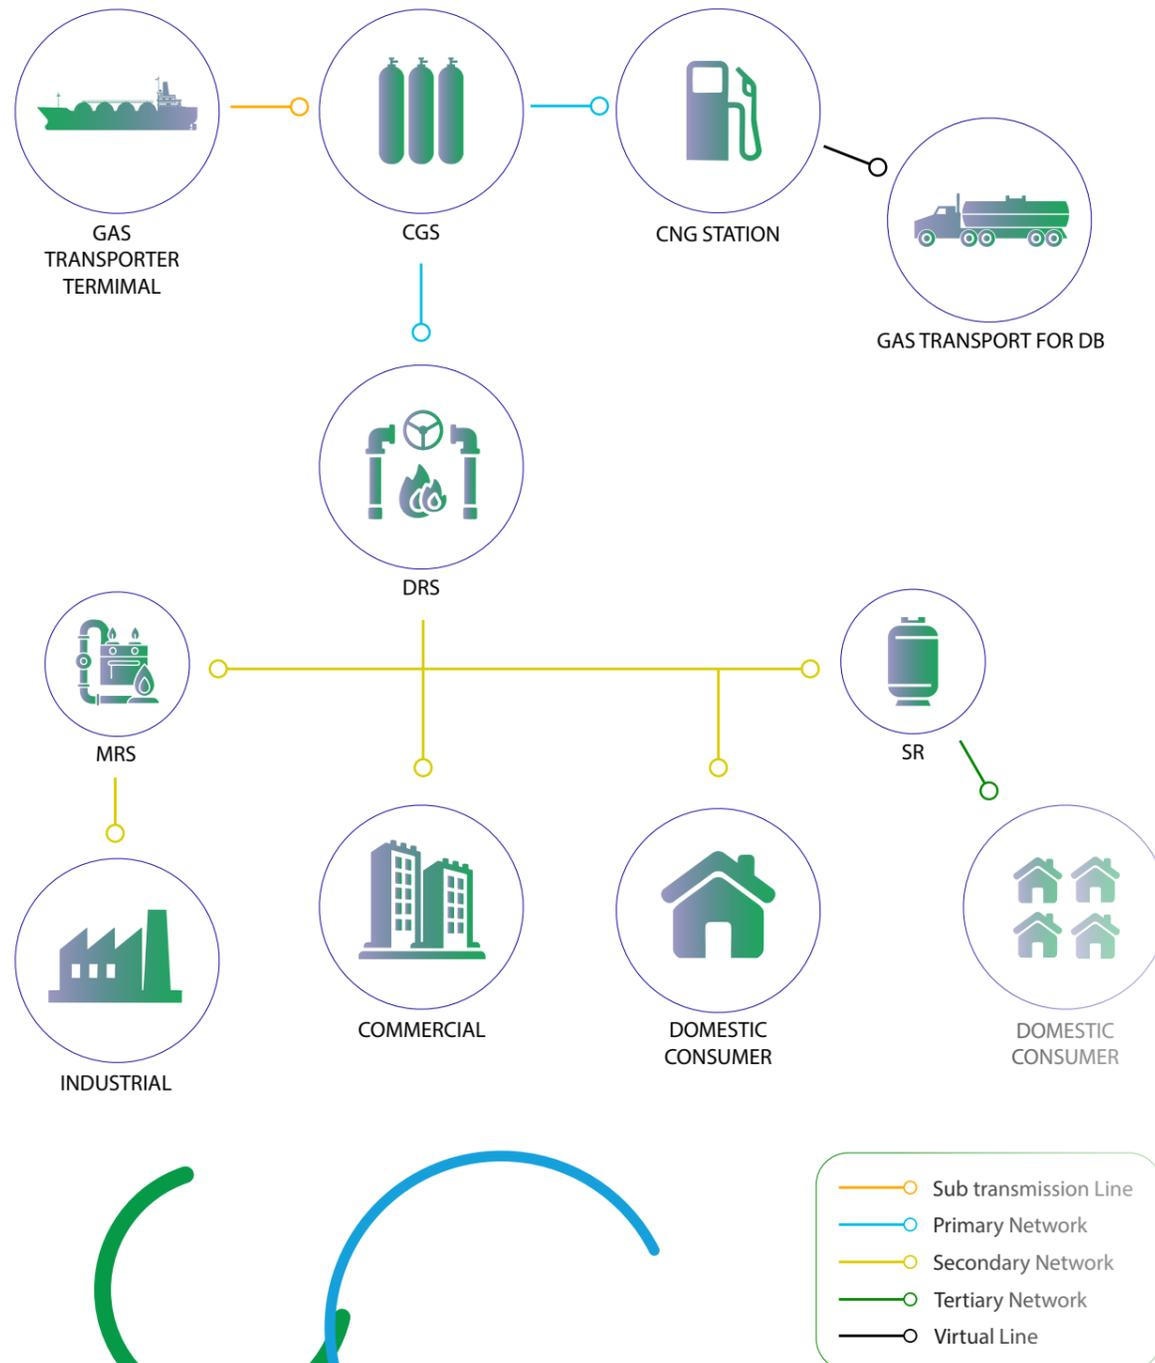 GAS
TRANSPORTER
TERMIMAL
CGS
CNG STATION
GAS TRANSPORT FOR DB
DRS
MRS
SR
INDUSTRIAL
COMMERCIAL
DOMESTIC
CONSUMER
DOMESTIC
CONSUMER
Sub transmission Line
Primary Network
Secondary Network
Tertiary Network
Virtual Line